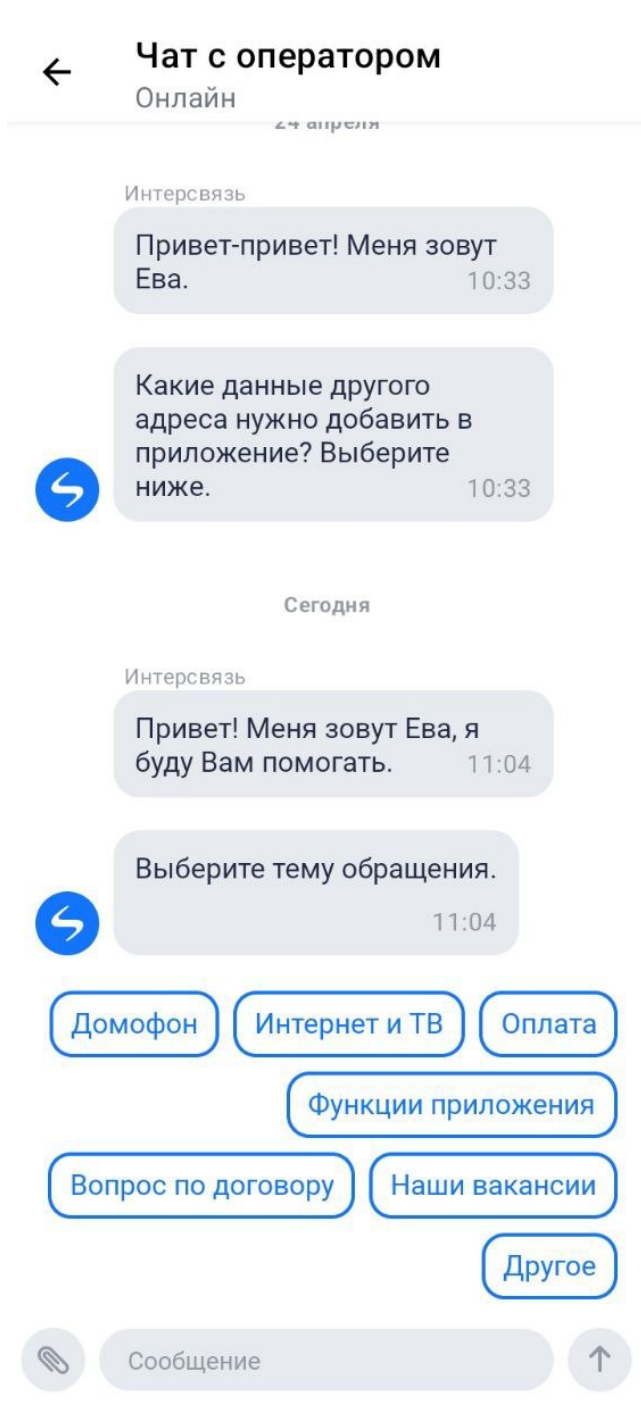 Чат с оператором
Онлайн
24 апреля
Интерсвязь
Привет-привет! Меня зовут
Ева.
10:33
Какие данные другого
адреса нужно добавить в
приложение? Выберите
ниже.
10:33
Сегодня
Интерсвязь
Привет! Меня зовут Ева, я
буду Вам помогать.
11:04
Выберите тему обращения.
11:04
Домофон
Интернет и ТВ
Оплата
Функции приложения
Вопрос по договору
Наши вакансии
Другое
Сообщение